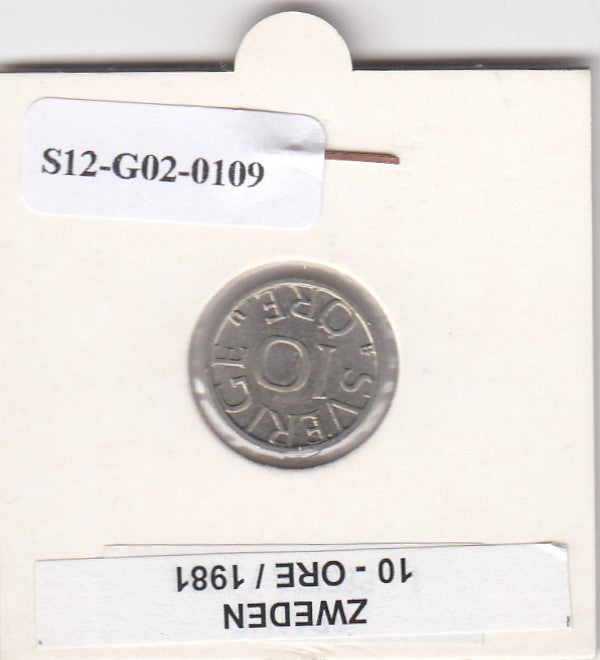 S12-G02-0109
SVERIGE
10
ÖRE
U
ZWEDEN
10 - ORE / 1981